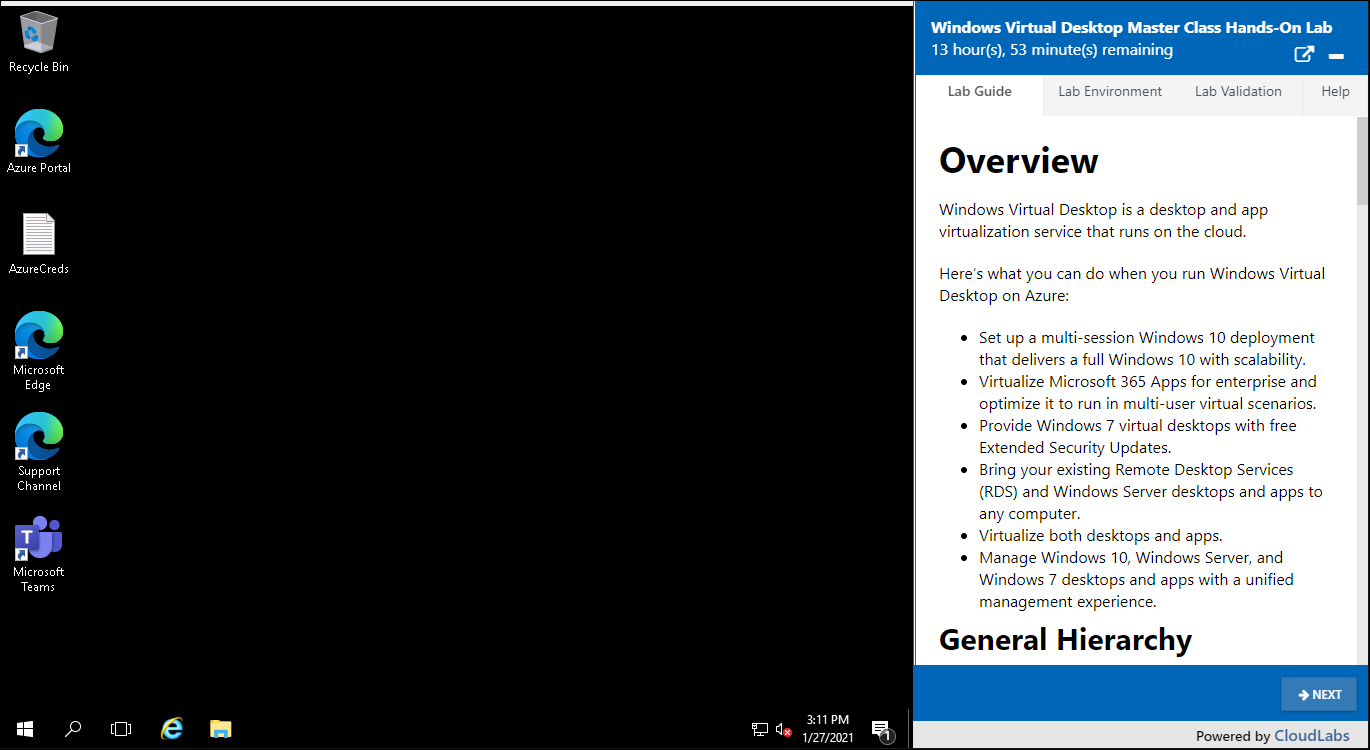 Recycle Bin
Azure Portal
AzureCreds
Microsoft
Edge
Support
Channel
T
Microsoft
Teams
3:11 PM
1/27/2021
1
Windows Virtual Desktop Master Class Hands-On Lab
13 hour(s), 53 minute(s) remaining
Lab Guide Lab Environment Lab Validation Help
Overview
Windows Virtual Desktop is a desktop and app
virtualization service that runs on the cloud.
Here's what you can do when you run Windows Virtual
Desktop on Azure:
• Set up a multi-session Windows 10 deployment
that delivers a full Windows 10 with scalability.
• Virtualize Microsoft 365 Apps for enterprise and
optimize it to run in multi-user virtual scenarios.
• Provide Windows 7 virtual desktops with free
Extended Security Updates.
• Bring your existing Remote Desktop Services
(RDS) and Windows Server desktops and apps to
any computer.
• Virtualize both desktops and apps.
• Manage Windows 10, Windows Server, and
Windows 7 desktops and apps with a unified
management experience.
General Hierarchy
NEXT
Powered by CloudLabs